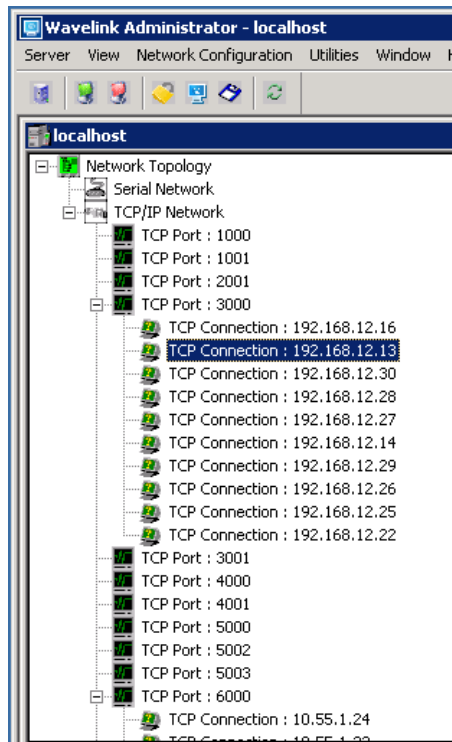 Wavelink Administrator - localhost
Server View Network Configuration Utilities Window
localhost
Network Topology
Serial Network
TCP/IP Network
TCP Port : 1000
TCP Port : 1001
TCP Port : 2001
TCP Port : 3000
TCP Connection : 192.168.12.16
TCP Connection : 192.168.12.13
TCP Connection : 192.168.12.30
TCP Connection : 192.168.12.28
TCP Connection : 192.168.12.27
TCP Connection : 192.168.12.14
TCP Connection : 192.168.12.29
TCP Connection : 192.168.12.26
TCP Connection : 192.168.12.25
TCP Connection : 192.168.12.22
TCP Port : 3001
TCP Port : 4000
TCP Port : 4001
TCP Port : 5000
TCP Port : 5002
TCP Port : 5003
TCP Port : 6000
TCP Connection : 10.55.1.24
TCP Connection :